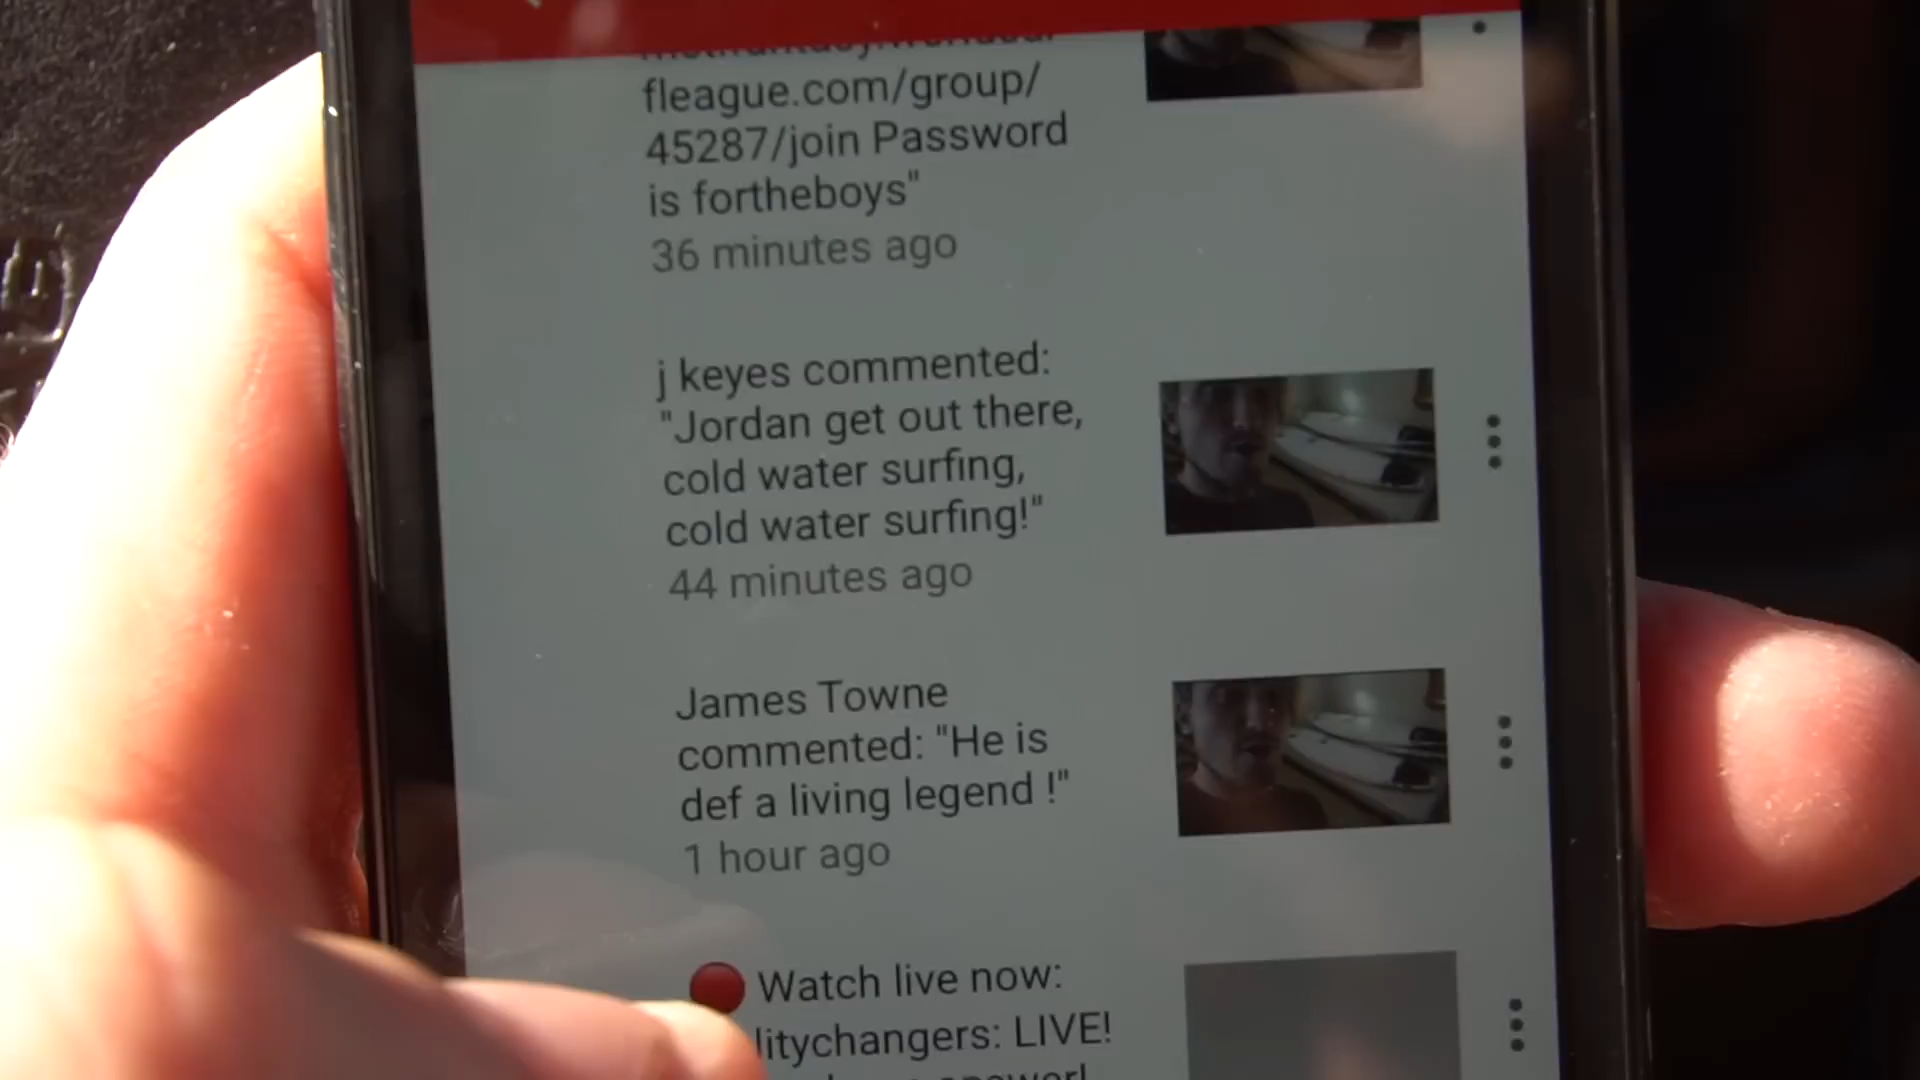 fleague.com/group/
45287/join Password
is fortheboys"
36 minutes ago
j keyes commented:
"Jordan get out there,
cold water surfing,
cold water surfing!"
44 minutes ago
James Towne
commented: "He is
def a living legend !"
1 hour ago
Watch live now:
litychangers: LIVE!